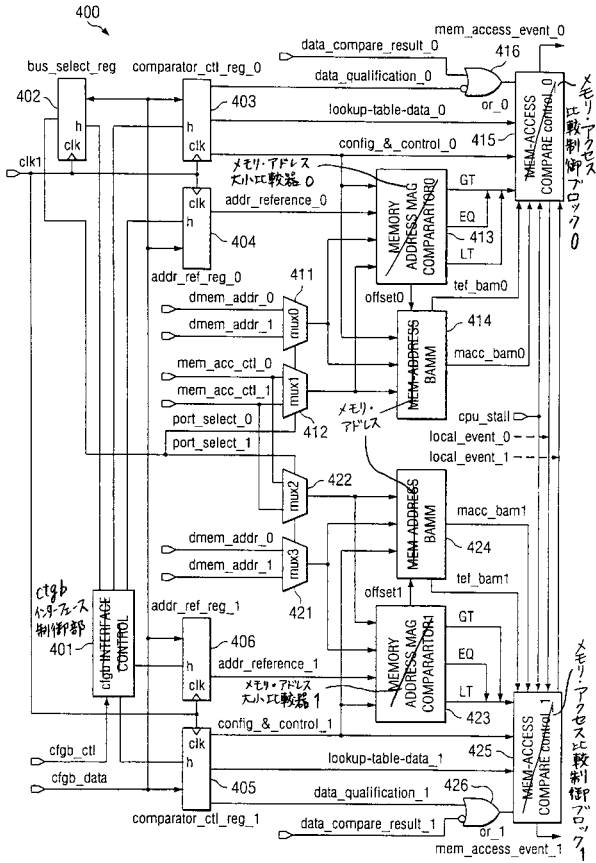 400
mem_access_event_0
data_compare_result_0
416
bus_select_reg
comparator_ctl_reg_0
data_qualification_0
or_0
402
403
lookup-table-data_0
415
MEM-ACCESS
COMPARE control_0
メモリ・アクセス
比較制御ブロック0
h
h
clk
clk
config_&_control_0
clk1
メモリ・アドレス
大小比較器0
clk
h
addr_reference_0
MEMORY
ADDRESS MAG
COMPARARTOR0
GT
EQ
LT
413
404
addr_ref_reg_0
411
tef_bam0
offset0
dmem_addr_0
dmem_addr_1
mux0
414
MEM-ADDRESS
BAMM
mem_acc_ctl_0
mem_acc_ctl_1
mux1
macc_bam0
メモリ・
アドレス
412
cpu_stall
port_select_0
port_select_1
local_event_0
local_event_1
422
mux2
MEM-ADDRESS
BAMM
macc_bam1
424
dmem_addr_0
dmem_addr_1
mux3
421
tef_bam1
offset1
ctgb
インターフェース
制御部
401
cfgb INTERFACE
CONTROL
addr_ref_reg_1
406
h
clk
addr_reference_1
MEMORY
ADDRESS MAG
COMPARARTOR1
GT
EQ
LT
メモリ・アドレス
大小比較器1
423
config_&_control_1
425
MEM-ACCESS
COMPARE control_1
メモリ・アクセス比較制御
ブロック1
cfgb_ctl
clk
h
lookup-table-data_1
cfgb_data
405
data_qualification_1
426
comparator_ctl_reg_1
data_compare_result_1
or_1
mem_access_event_1